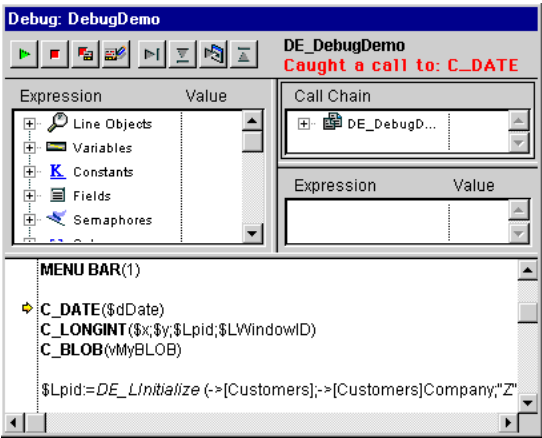 Debug: DebugDemo
DE_DebugDemo
Caught a call to: C_DATE
Expression Value
Line Objects
Variables
Constants
Fields
Semaphores
Call Chain
DE_DebugD...
Expression Value
MENU BAR(1)
C_DATE($dDate)
C_LONGINT($x;$y;$Lpid;$LWindowID)
C_BLOB(vMyBLOB)
$Lpid:=DE_LInitialize (->[Customers];->[Customers]Company;"Z"